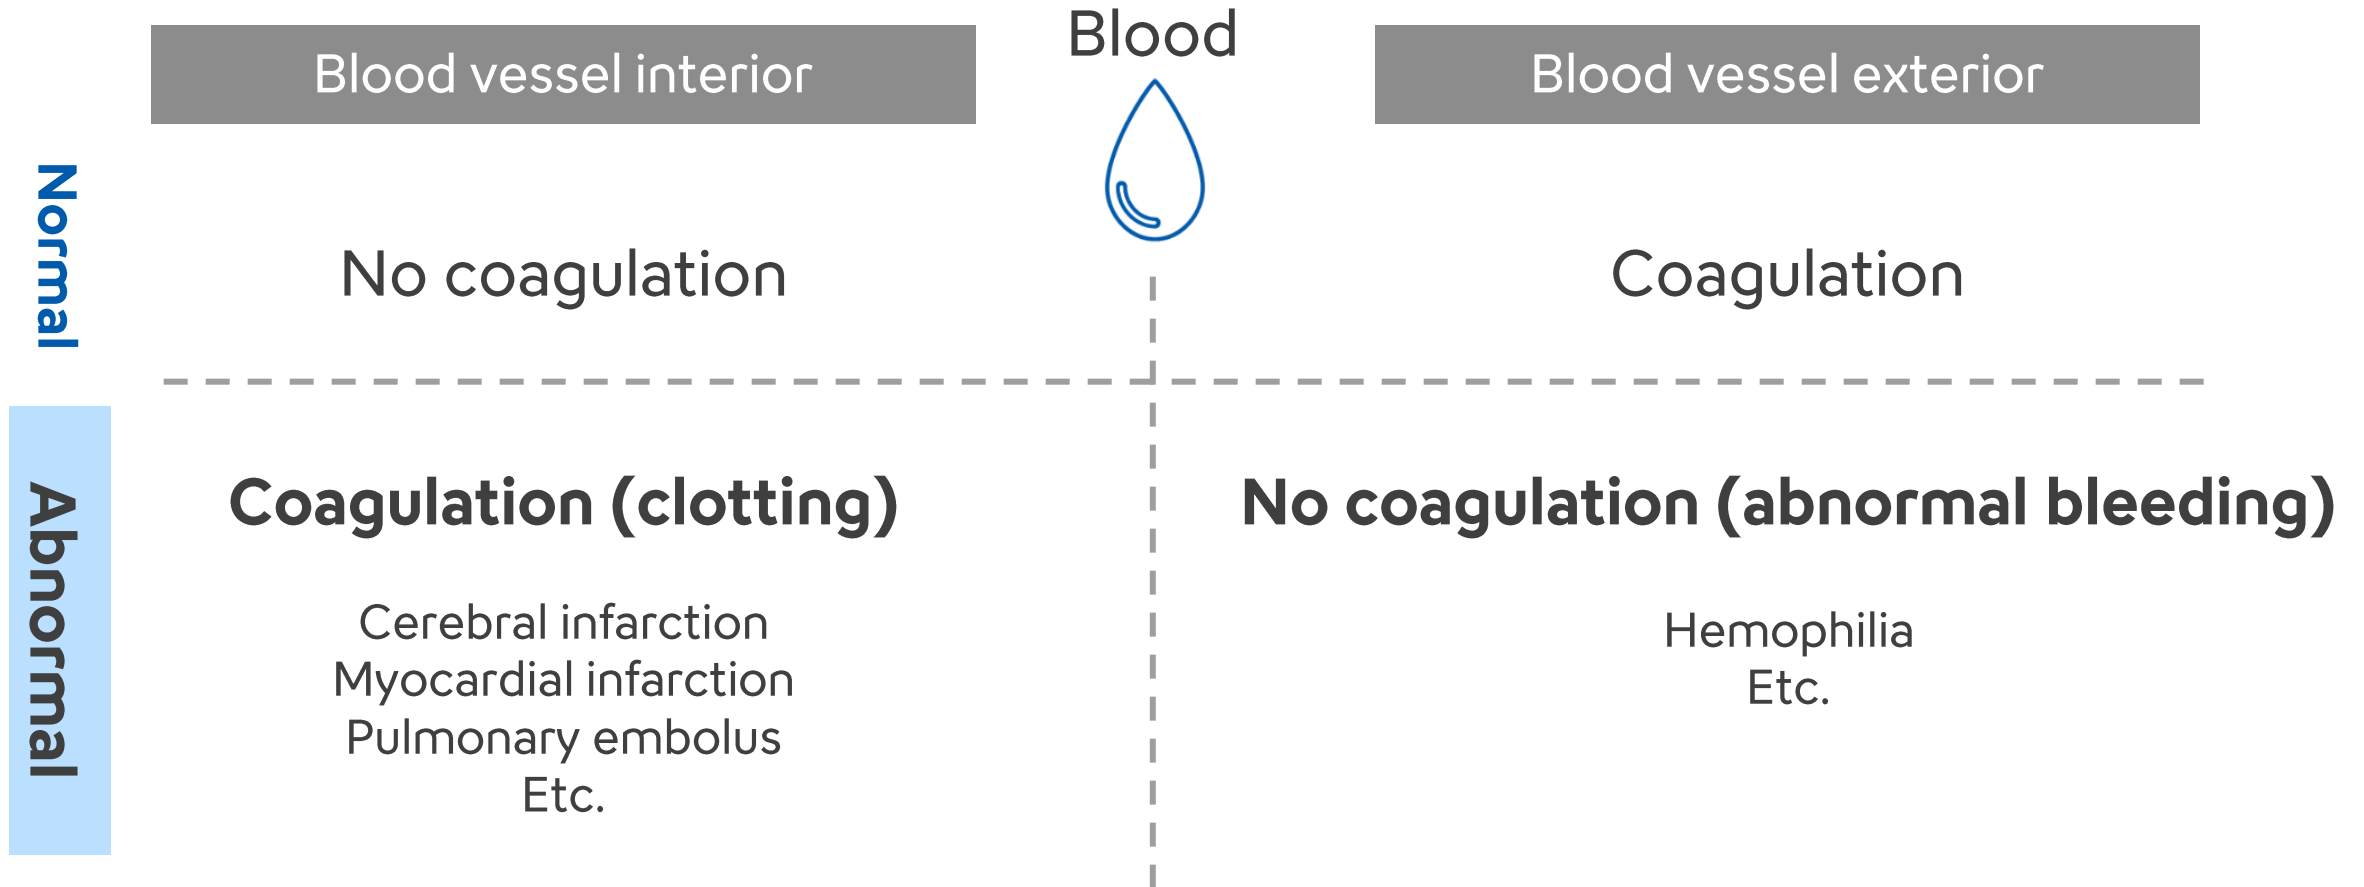 Blood
Blood vessel interior
Blood vessel exterior
Normal
No coagulation
Coagulation
Abnormal
Coagulation (clotting)
No coagulation (abnormal bleeding)
Cerebral infarction
Myocardial infarction
Pulmonary embolus
Etc.
Hemophilia
Etc.